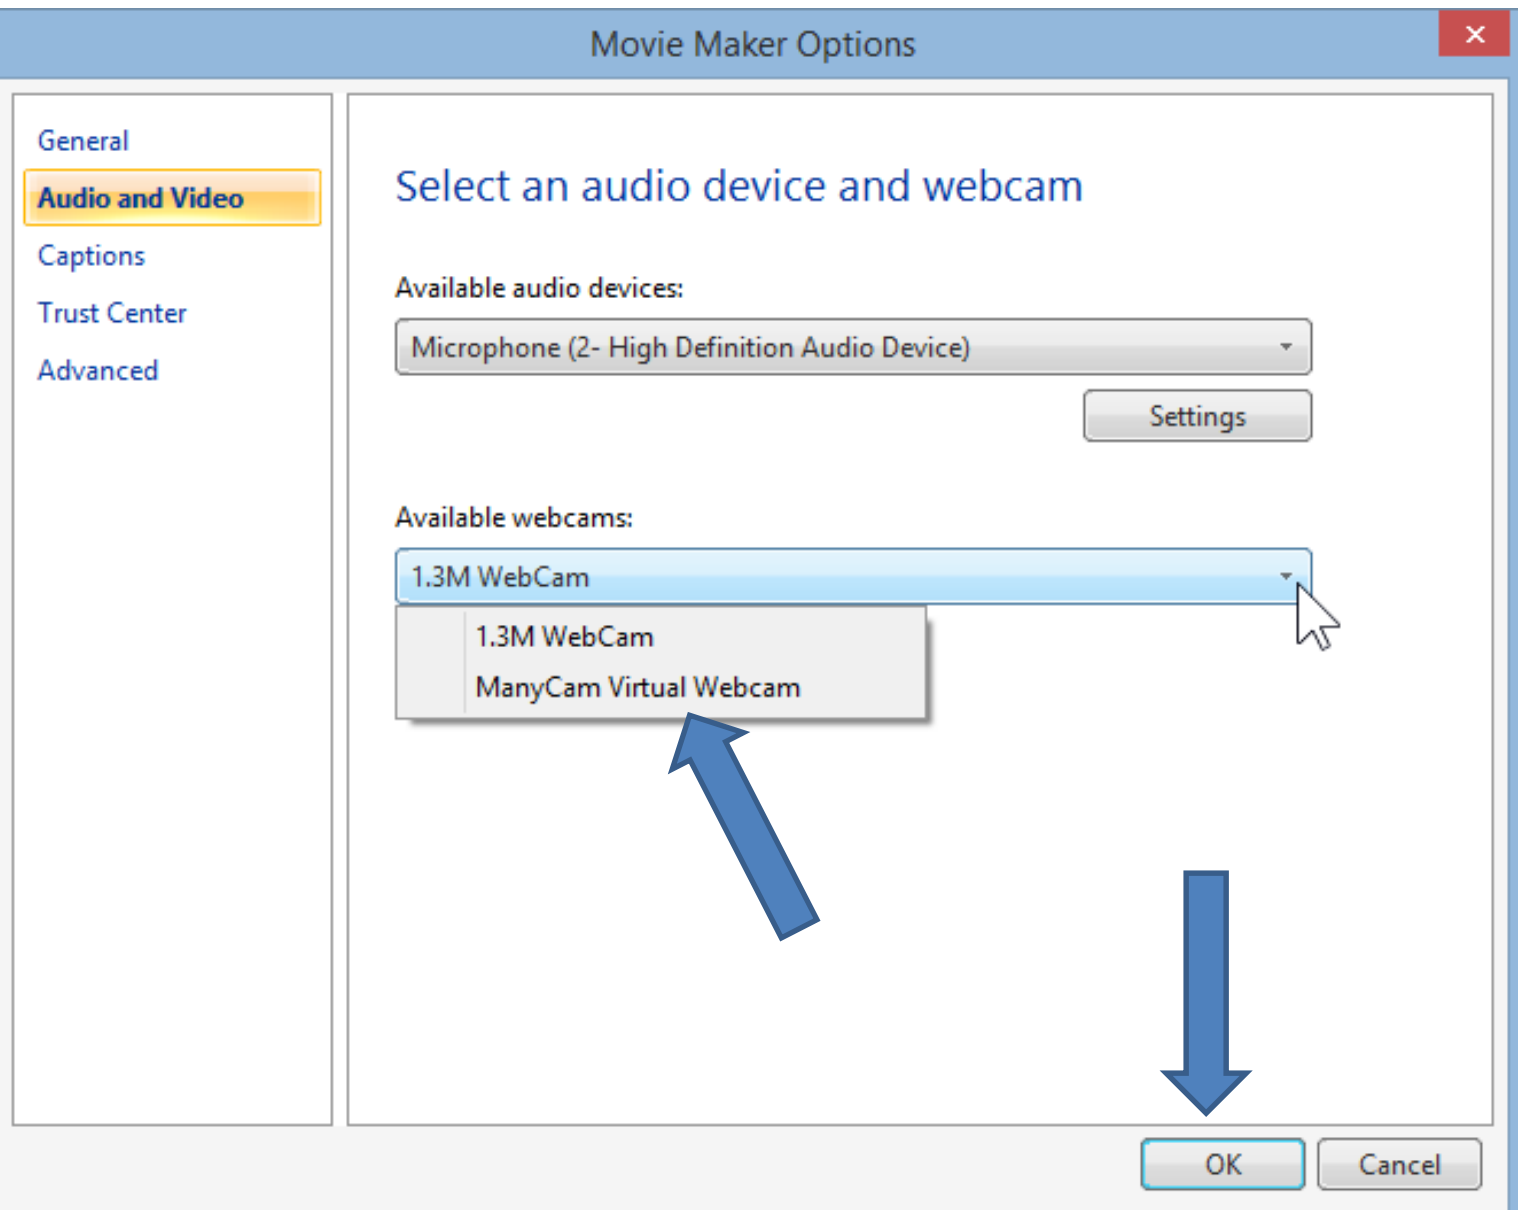 Movie Maker Options
General
Audio and Video
Captions
Trust Center
Advanced
Select an audio device and webcam
Available audio devices:
Microphone (2- High Definition Audio Device)
Settings
Available webcams:
1.3M WebCam
1.3M WebCam
ManyCam Virtual Webcam
OK
Cancel